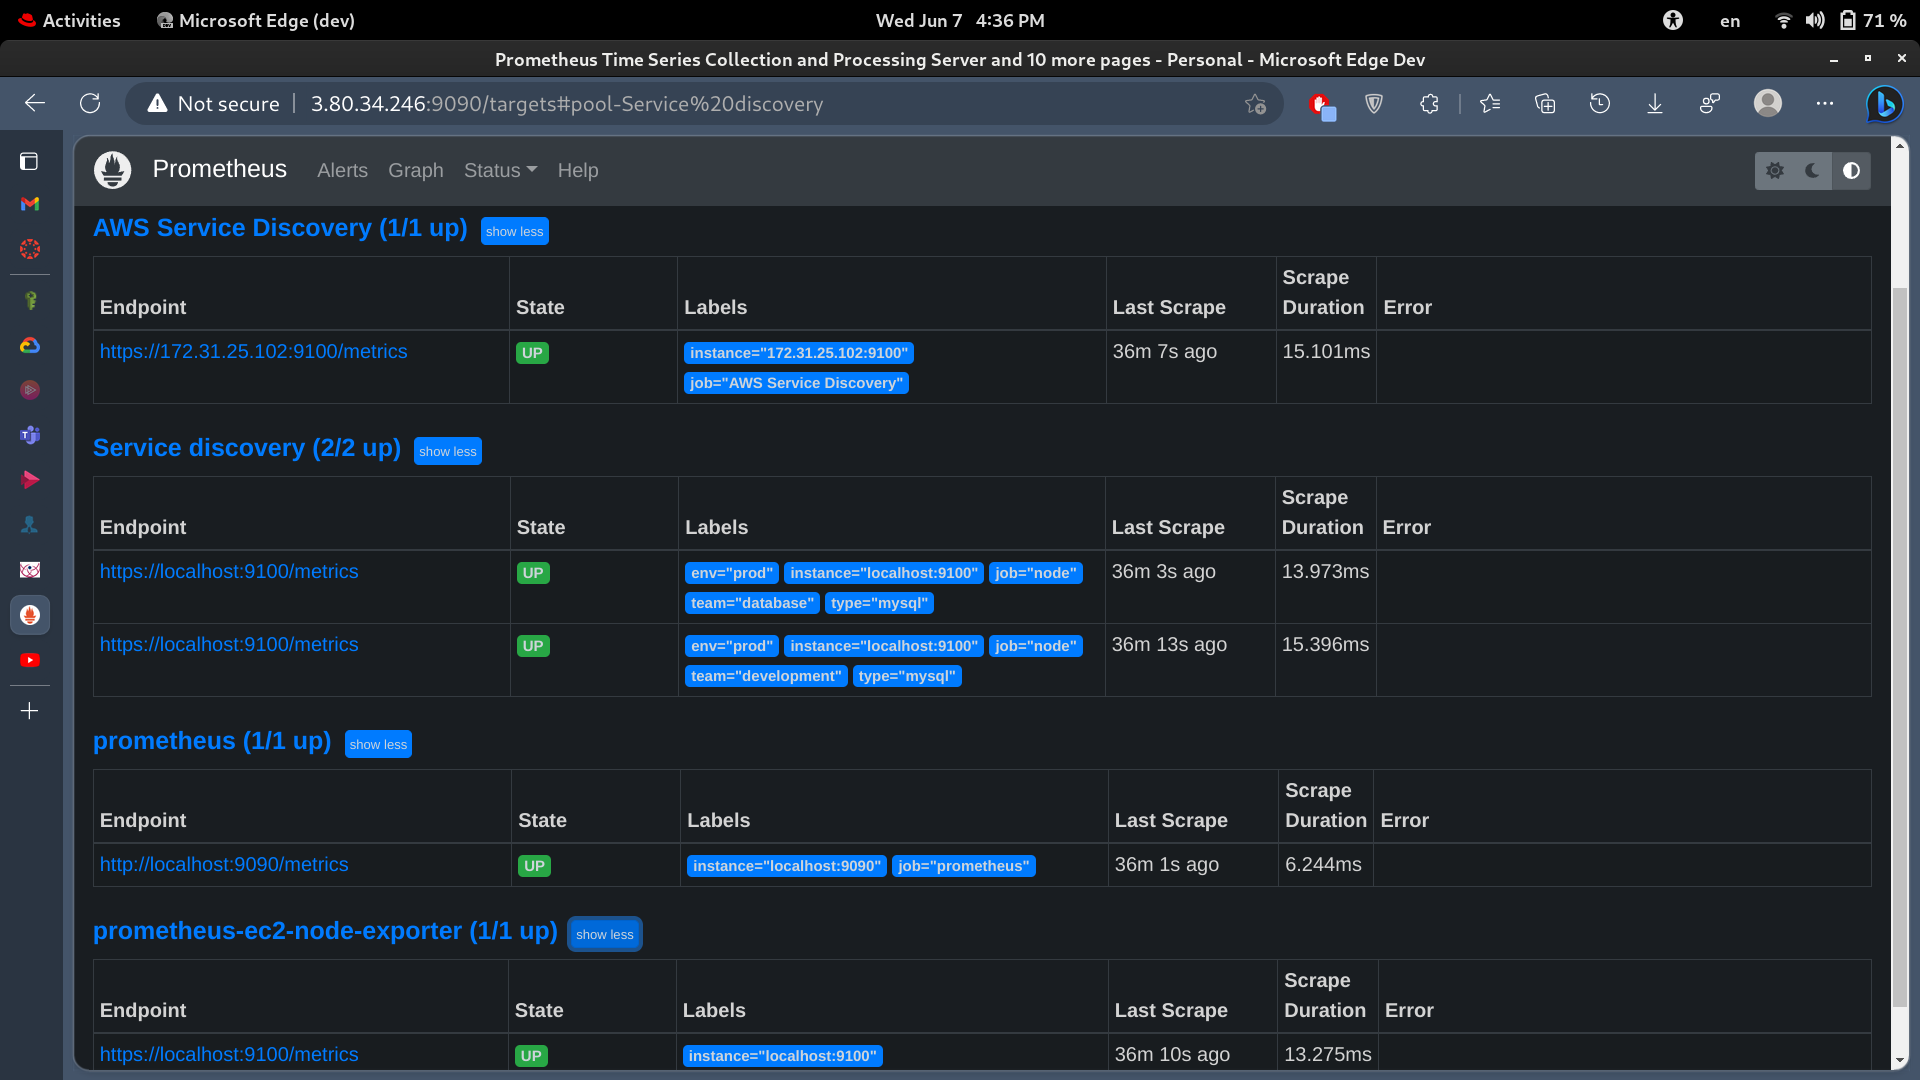 Activities Microsoft Edge (dev) Wed Jun 7 4:36 PM en 71 %
Prometheus Time Series Collection and Processing Server and 10 more pages - Personal - Microsoft Edge Dev
Not secure 3.80.34.246:9090/targets#pool-Service%20discovery
Prometheus Alerts Graph Status Help
AWS Service Discovery (1/1 up) show less
Endpoint State Labels Last Scrape Scrape Duration Error
https://172.31.25.102:9100/metrics UP instance="172.31.25.102:9100" 36m 7s ago 15.101ms
job="AWS Service Discovery"
Service discovery (2/2 up) show less
Endpoint State Labels Last Scrape Scrape Duration Error
https://localhost:9100/metrics UP env="prod" instance="localhost:9100" job="node" 36m 3s ago 13.973ms
team="database" type="mysql"
https://localhost:9100/metrics UP env="prod" instance="localhost:9100" job="node" 36m 13s ago 15.396ms
team="development" type="mysql"
prometheus (1/1 up) show less
Endpoint State Labels Last Scrape Scrape Duration Error
http://localhost:9090/metrics UP instance="localhost:9090" job="prometheus" 36m 1s ago 6.244ms
prometheus-ec2-node-exporter (1/1 up) show less
Endpoint State Labels Last Scrape Scrape Duration Error
https://localhost:9100/metrics UP instance="localhost:9100" 36m 10s ago 13.275ms